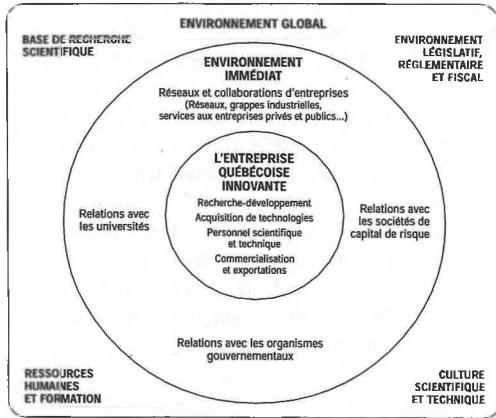 ENVIRONNEMENT GLOBAL
BASE DE RECHERCHE
SCIENTIFIQUE
ENVIRONNEMENT
LÉGISLATIF,
RÉGLEMENTAIRE
ET FISCAL
ENVIRONNEMENT
IMMÉDIAT
Réseaux et collaborations d'entreprises
(Réseaux, grappes industrielles,
services aux entreprises privés et publics...)
L'ENTREPRISE
QUÉBÉCOISE
INNOVANTE
Recherche-développement
Acquisition de technologies
Personnel scientifique
et technique
Commercialisation
et exportations
Relations avec
les universités
Relations avec
les sociétés de
capital de risque
Relations avec les organismes
gouvernementaux
RESSOURCES
HUMAINES
ET FORMATION
CULTURE
SCIENTIFIQUE
ET TECHNIQUE